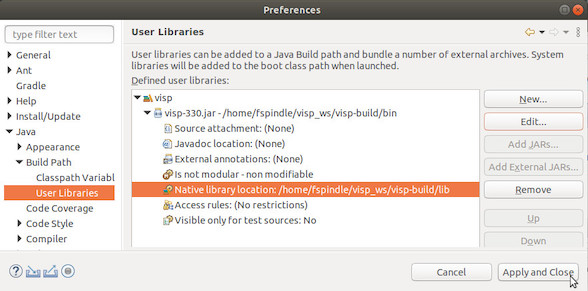 Preferences
type filter text
General
Ant
Gradle
Help
Install/Update
Java
Appearance
Build Path
Classpath Variabl
User Libraries
Code Coverage
Code Style
Compiler
User Libraries
User libraries can be added to a Java Build path and bundle a number of external archives. System
libraries will be added to the boot class path when launched.
Defined user libraries:
visp
visp-330.jar - /home/fspindle/visp_ws/visp-build/bin
Source attachment: (None)
Javadoc location: (None)
External annotations: (None)
Is not modular - non modifiable
Native library location: /home/fspindle/visp_ws/visp-build/lib
Access rules: (No restrictions)
Visible only for test sources: No
New...
Edit...
Add JARs...
Add External JARs...
Remove
Up
Down
Cancel
Apply and Close